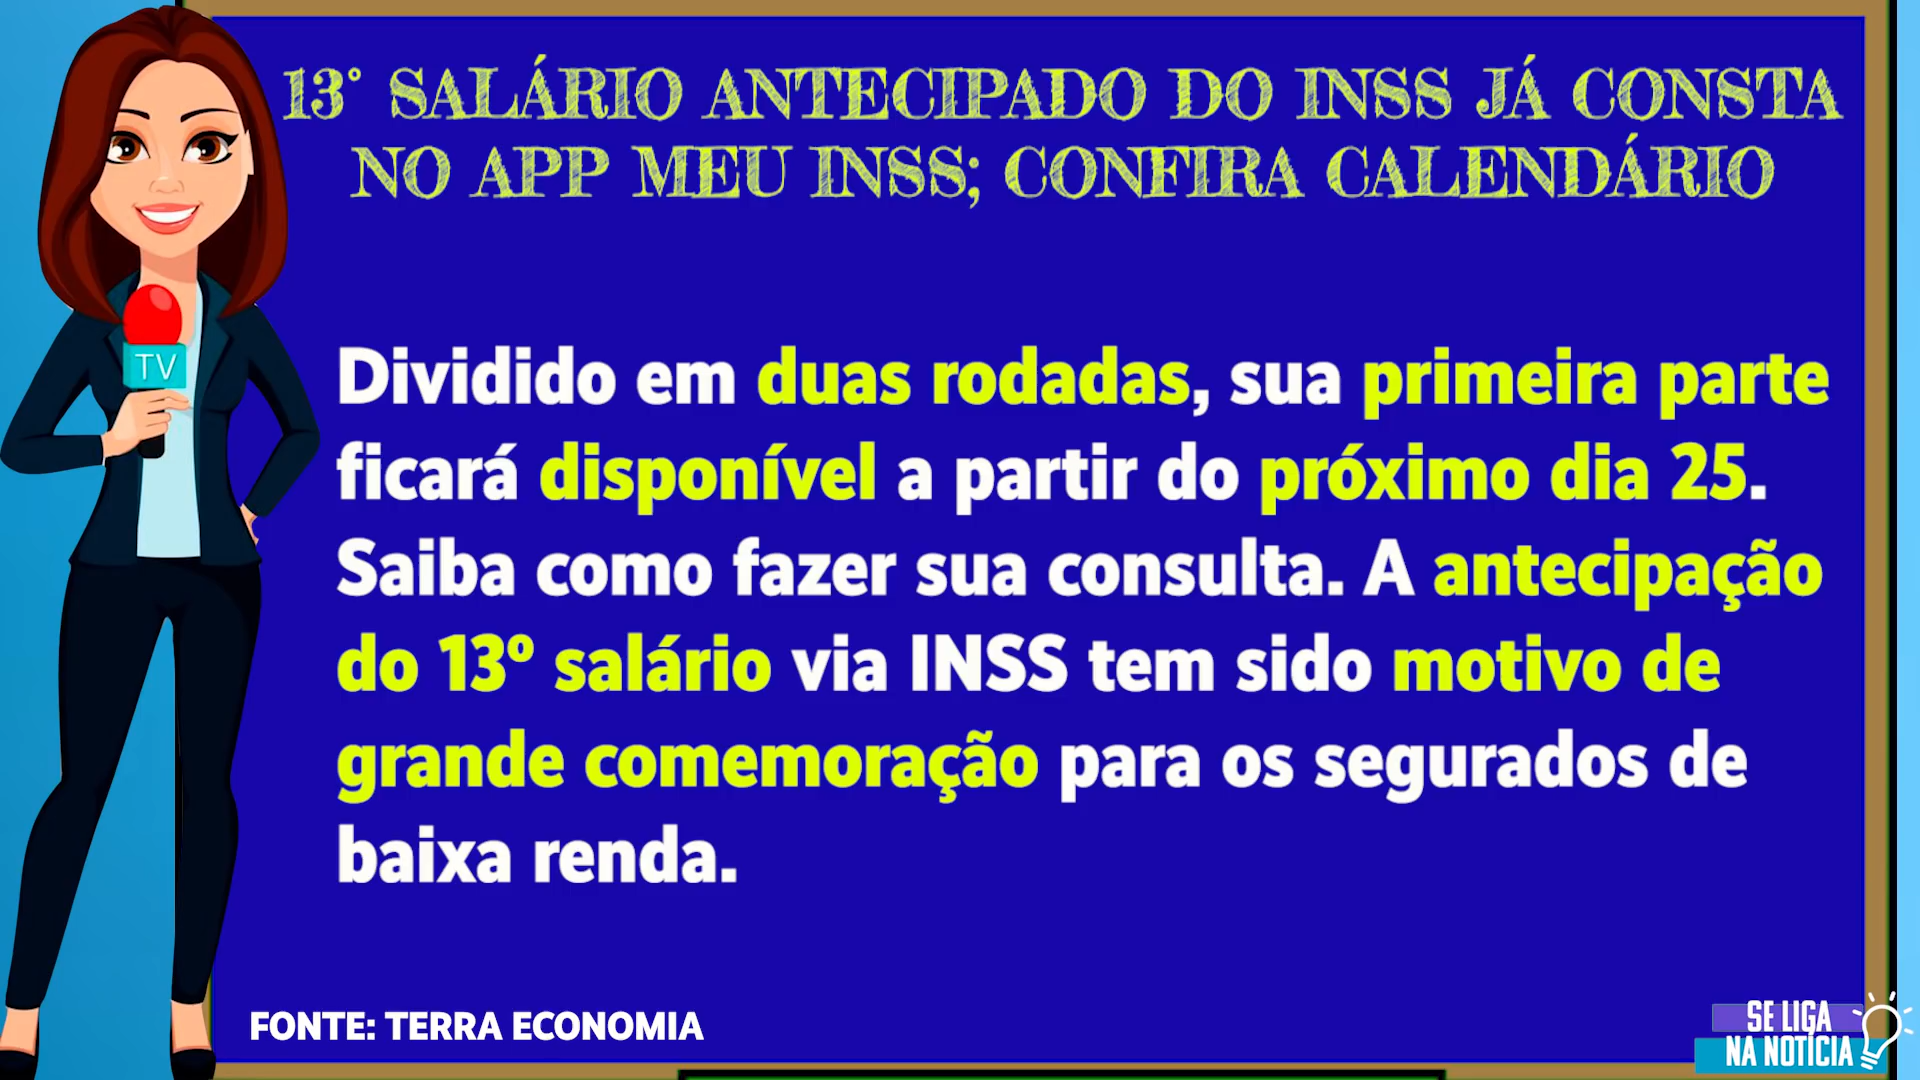 13° SALÁRIO ANTECIPADO DO INSS JÁ CONSTA
NO APP MEU INSS; CONFIRA CALENDÁRIO
TV
Dividido em duas rodadas, sua primeira parte
ficará disponível a partir do próximo dia 25.
Saiba como fazer sua consulta. A antecipação
do 13º salário via INSS tem sido motivo de
grande comemoração para os segurados de
baixa renda.
FONTE: TERRA ECONOMIA
SE LIGA
NA NOTÍCIA